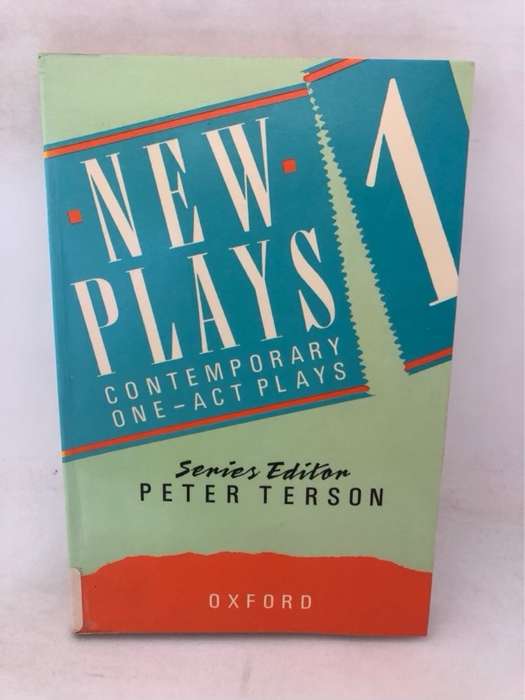 ·NEW·
PLAYS
1
CONTEMPORARY
ONE-ACT PLAYS
Series Editor
PETER TERSON
OXFORD